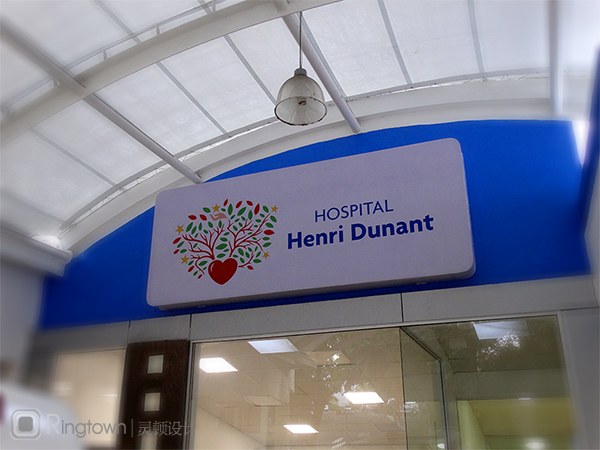 HOSPITAL
Henri Dunant
Ringtown | 灵顿设计